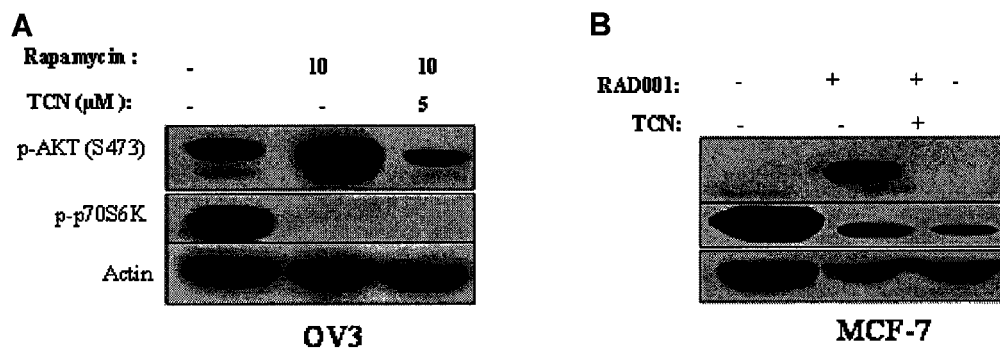 A
Rapamycin : - 10 10
TCN (µM ): - - 5
p-AKT (S473)
p-p70S6K
Actin
OV3
B
RAD001: - + + -
TCN: - - +
MCF-7